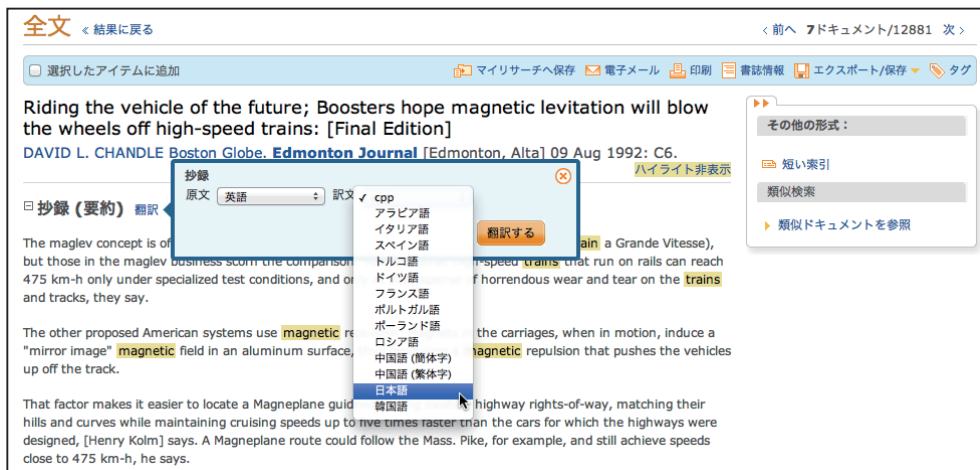 全文 « 結果に戻る
< 前へ 7ドキュメント/12881 次 >
選択したアイテムに追加
マイリサーチへ保存 電子メール 印刷 書誌情報 エクスポート/保存 タグ
Riding the vehicle of the future; Boosters hope magnetic levitation will blow
the wheels off high-speed trains: [Final Edition]
DAVID L. CHANDLE Boston Globe. Edmonton Journal [Edmonton, Alta] 09 Aug 1992: C6.
ハイライト非表示
抄録 (要約) 翻訳
抄録
原文 英語 訳文
✓ cpp
アラビア語
イタリア語
スペイン語
トルコ語
ドイツ語
フランス語
ポルトガル語
ポーランド語
ロシア語
中国語 (簡体字)
中国語 (繁体字)
日本語
韓国語
翻訳する
The maglev concept is of ain a Grande Vitesse),
but those in the maglev business scorn the comparison -speed trains that run on rails can reach
475 km-h only under specialized test conditions, and on of horrendous wear and tear on the trains
and tracks, they say.
The other proposed American systems use magnetic re the carriages, when in motion, induce a
"mirror image" magnetic field in an aluminum surface, magnetic repulsion that pushes the vehicles
up off the track.
That factor makes it easier to locate a Magneplane guid highway rights-of-way, matching their
hills and curves while maintaining cruising speeds up to five times faster than the cars for which the highways were
designed, [Henry Kolm] says. A Magneplane route could follow the Mass. Pike, for example, and still achieve speeds
close to 475 km-h, he says.
その他の形式：
短い索引
類似検索
類似ドキュメントを参照